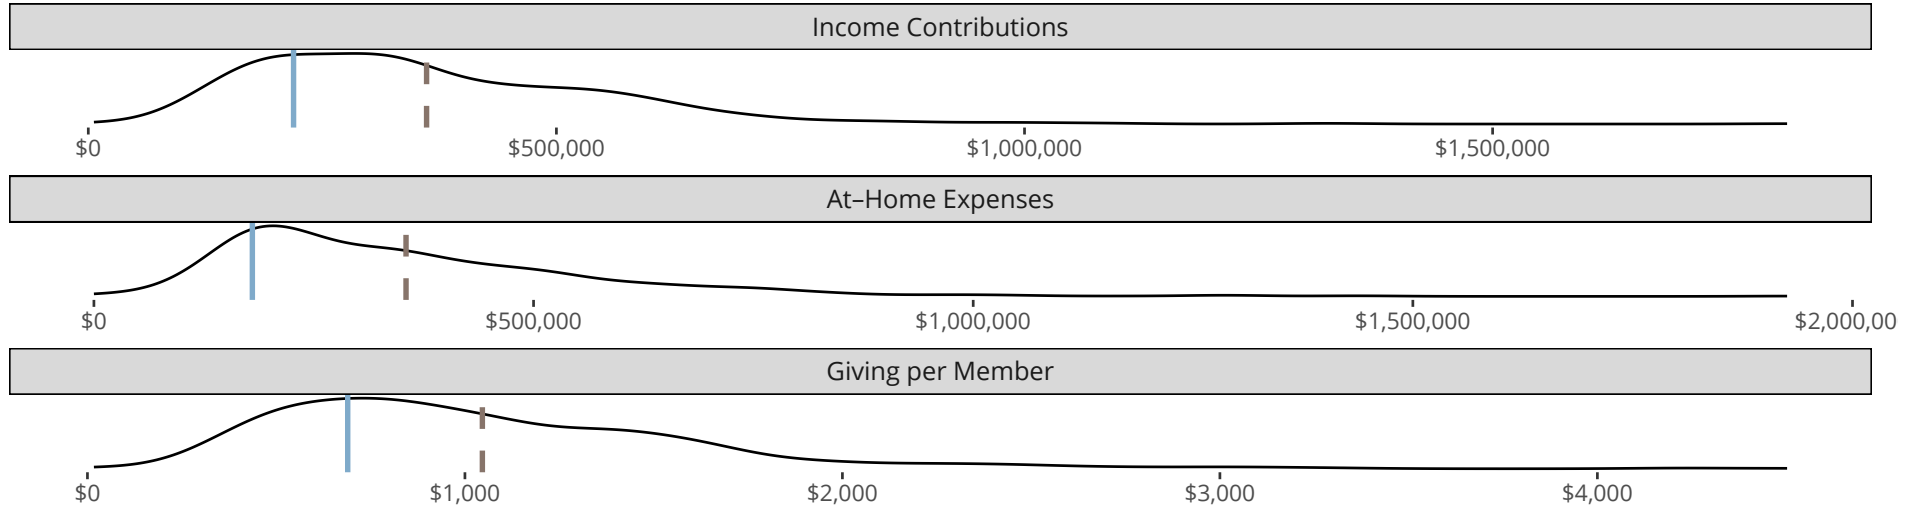 Income Contributions
$0 $500,000 $1,000,000 $1,500,000
At–Home Expenses
$0 $500,000 $1,000,000 $1,500,000 $2,000,00
Giving per Member
$0 $1,000 $2,000 $3,000 $4,000